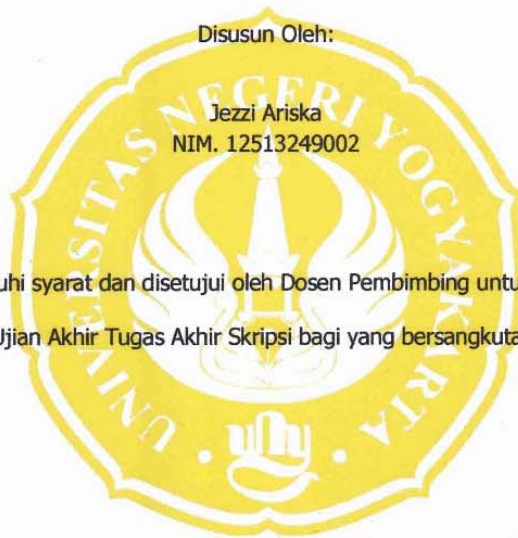 Disusun Oleh:
Jezzi Ariska
NIM. 12513249002
uhi syarat dan disetujui oleh Dosen Pembimbing untu
Ujian Akhir Tugas Akhir Skripsi bagi yang bersangkuta
UNIVERSITAS NEGERI YOGYAKARTA
uny